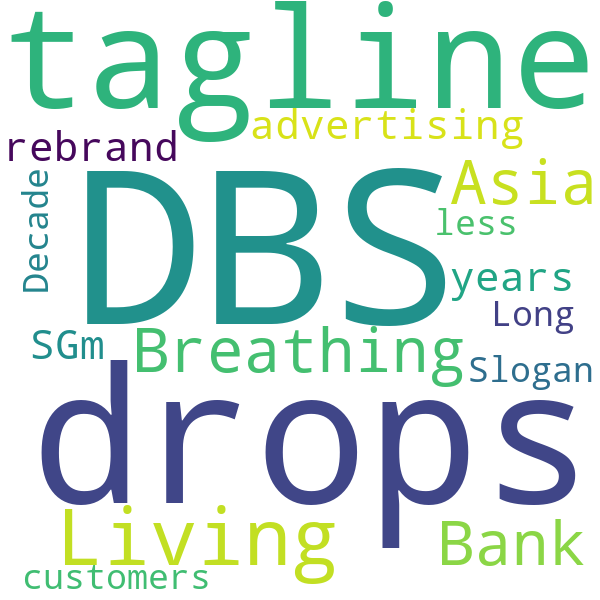 tagline
advertising
rebrand
DBS
Asia
Decade
less
years
Long
SGm
Breathing
Slogan
drops
Living
Bank
customers